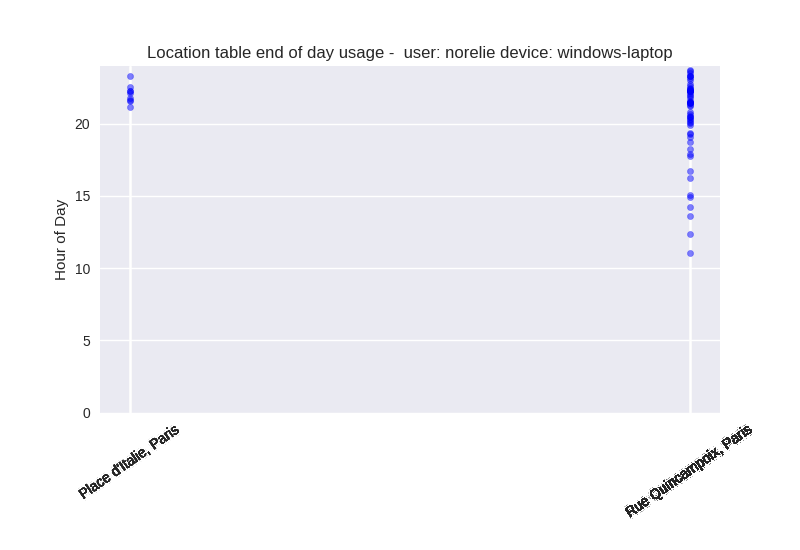 Location table end of day usage -  user: norelie device: windows-laptop
Hour of Day
20
15
10
5
0
Place d'Italie, Paris
Rue Quincampoix, Paris